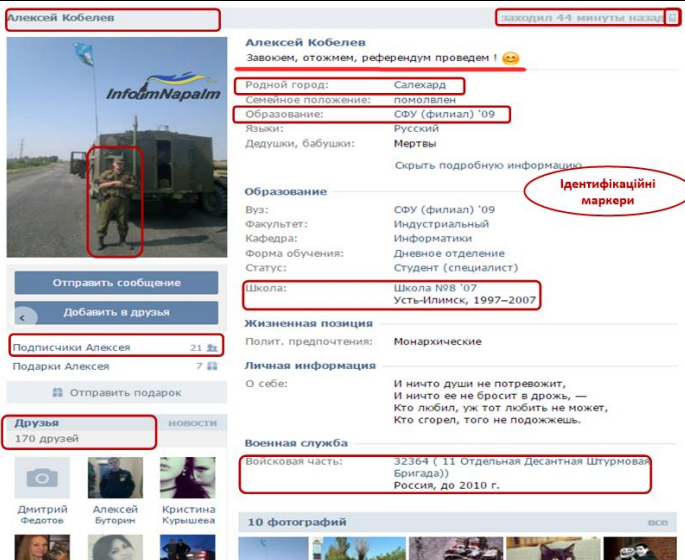 Алексей Кобелев
заходил 44 минуты назад
Алексей Кобелев
Завоюем, отожмем, референдум проведем !
InformNapalm
Родной город: Салехард
Семейное положение: помолвлен
Образование: СФУ (филиал) '09
Языки: Русский
Дедушки, бабушки: Мертвы
Скрыть подробную информацию
Ідентифікаційні
маркери
Образование
Вуз: СФУ (филиал) '09
Факультет: Индустриальный
Кафедра: Информатики
Форма обучения: Дневное отделение
Статус: Студент (специалист)
Школа: Школа №8 '07
Усть-Илимск, 1997–2007
Жизненная позиция
Полит. предпочтения: Монархические
Личная информация
О себе: И ничто души не потревожит,
И ничто ее не бросит в дрожь, —
Кто любил, уж тот любить не может,
Кто сгорел, того не подожжешь.
Военная служба
Войсковая часть: 32364 ( 11 Отдельная Десантная Штурмовая
Бригада))
Россия, до 2010 г.
10 фотографий
все
Отправить сообщение
Добавить в друзья
Подписчики Алексея 21
Подарки Алексея 7
Отправить подарок
Друзья
новости
170 друзей
Дмитрий
Федотов
Алексей
Буторин
Кристина
Курышева